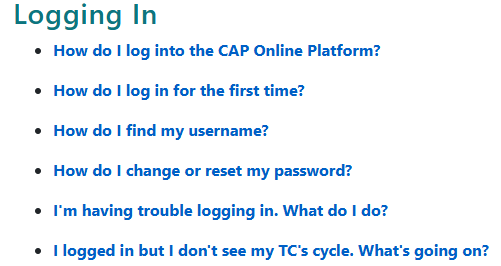 Logging In
How do I log into the CAP Online Platform?
How do I log in for the first time?
How do I find my username?
How do I change or reset my password?
I'm having trouble logging in. What do I do?
I logged in but I don't see my TC's cycle. What's going on?